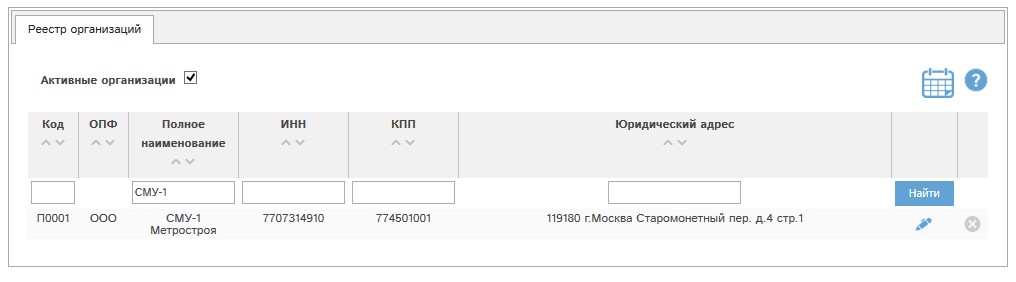 Реестр организаций
Активные организации
?
Код ОПФ Полное наименование ИНН КПП Юридический адрес
СМУ-1 Найти
П0001 ООО СМУ-1 7707314910 774501001 119180 г.Москва Старомонетный пер. д.4 стр.1
Метростроя